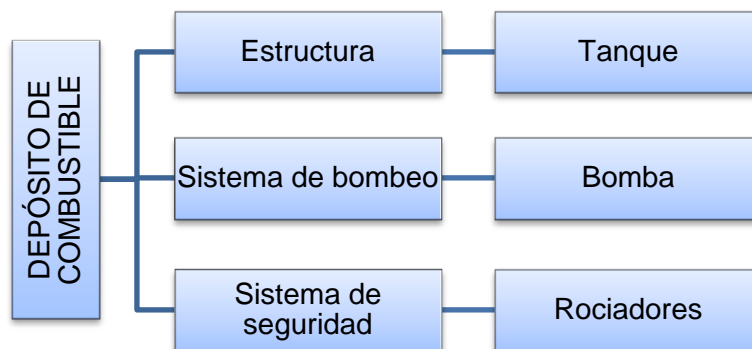 DEPÓSITO DE
COMBUSTIBLE
Estructura
Tanque
Sistema de bombeo
Bomba
Sistema de
seguridad
Rociadores